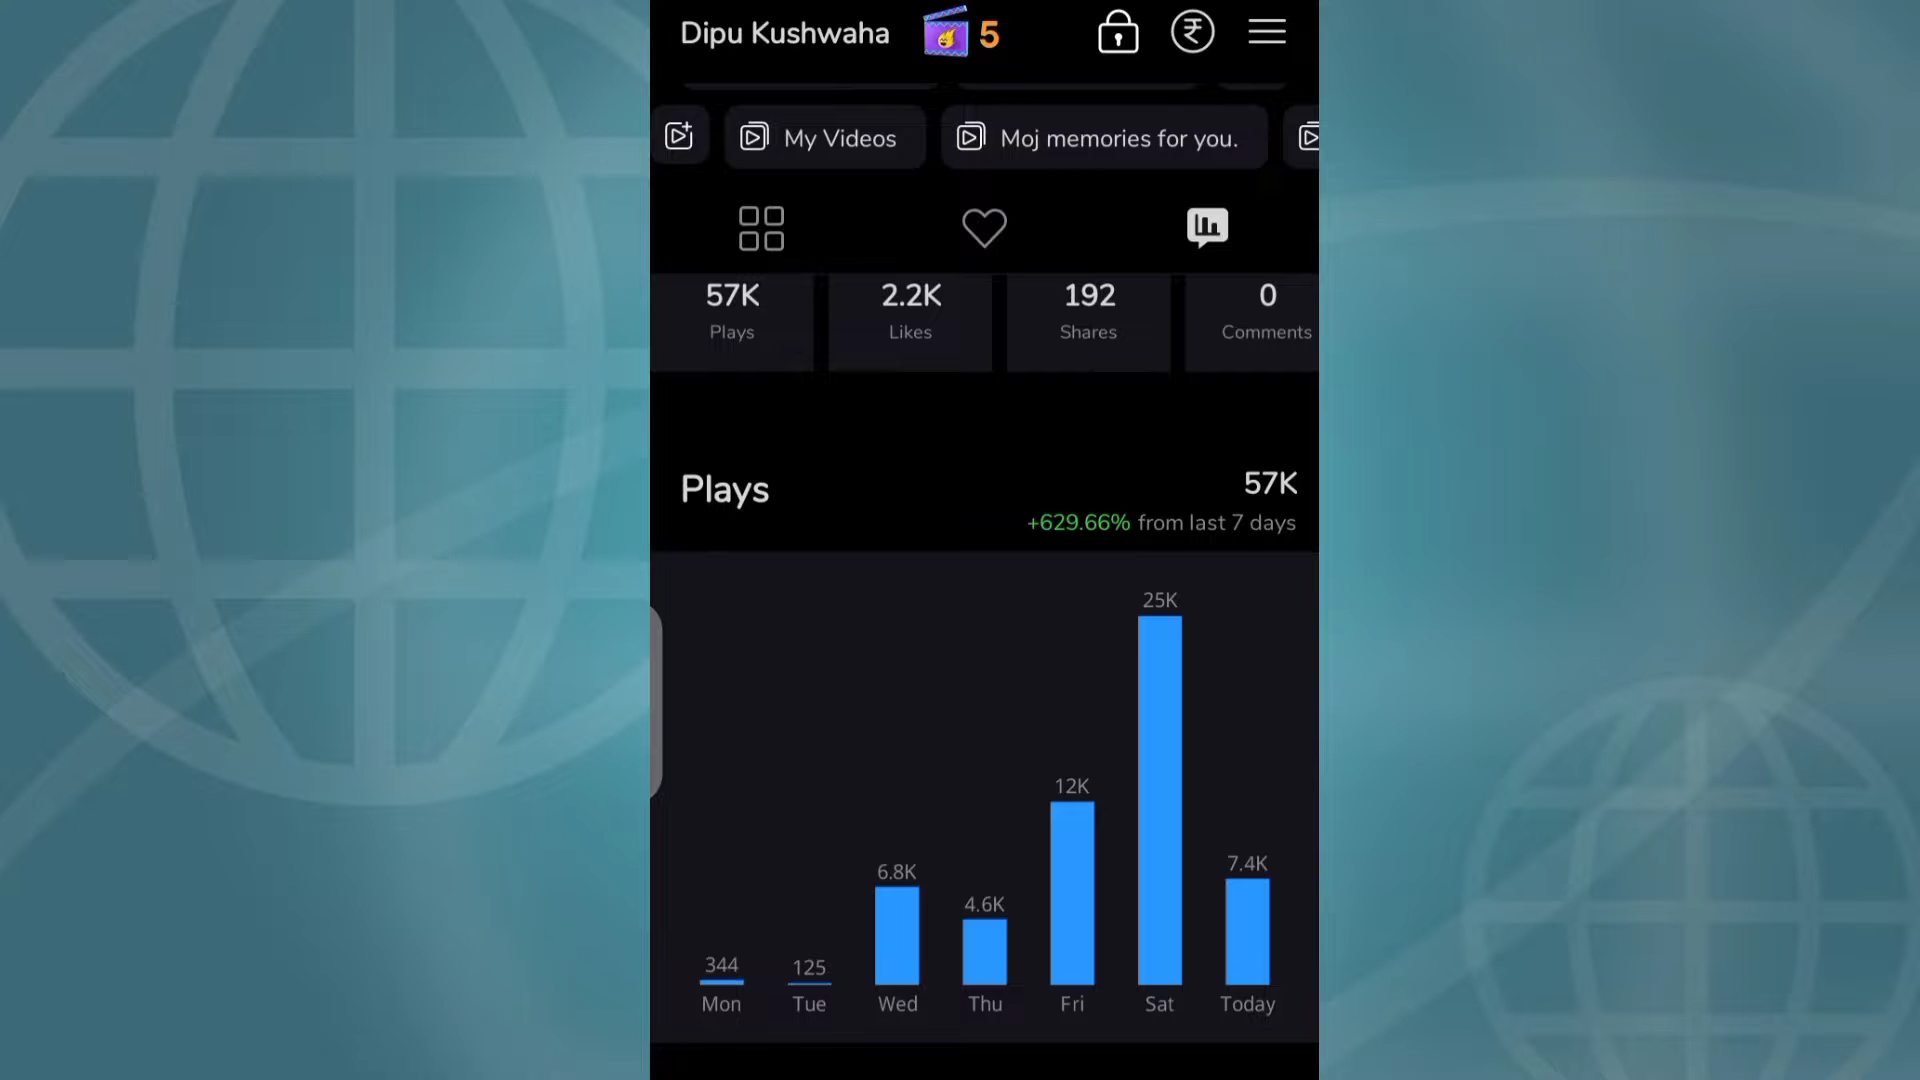 Dipu Kushwaha 5
My Videos Moj memories for you.
57K 2.2K 192 0
Plays Likes Shares Comments
Plays 57K
+629.66% from last 7 days
25K
12K
7.4K
6.8K
4.6K
344 125
Mon Tue Wed Thu Fri Sat Today